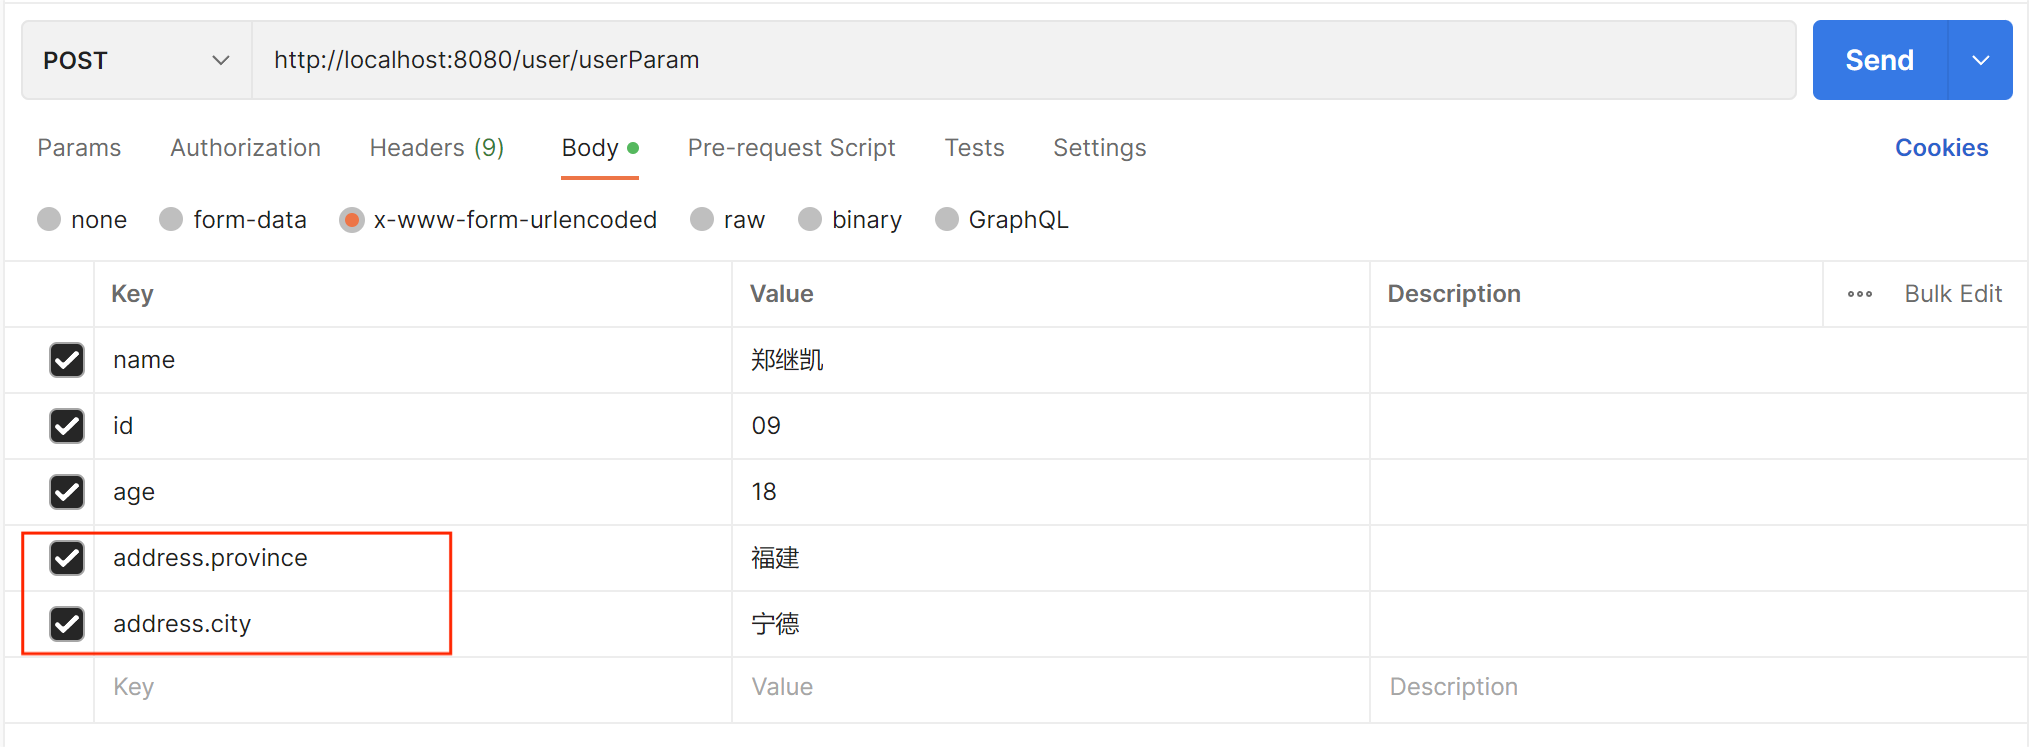 POST http://localhost:8080/user/userParam Send
Params Authorization Headers (9) Body Pre-request Script Tests Settings Cookies
none form-data x-www-form-urlencoded raw binary GraphQL
Key Value Description Bulk Edit
name 郑继凯
id 09
age 18
address.province 福建
address.city 宁德
Key Value Description